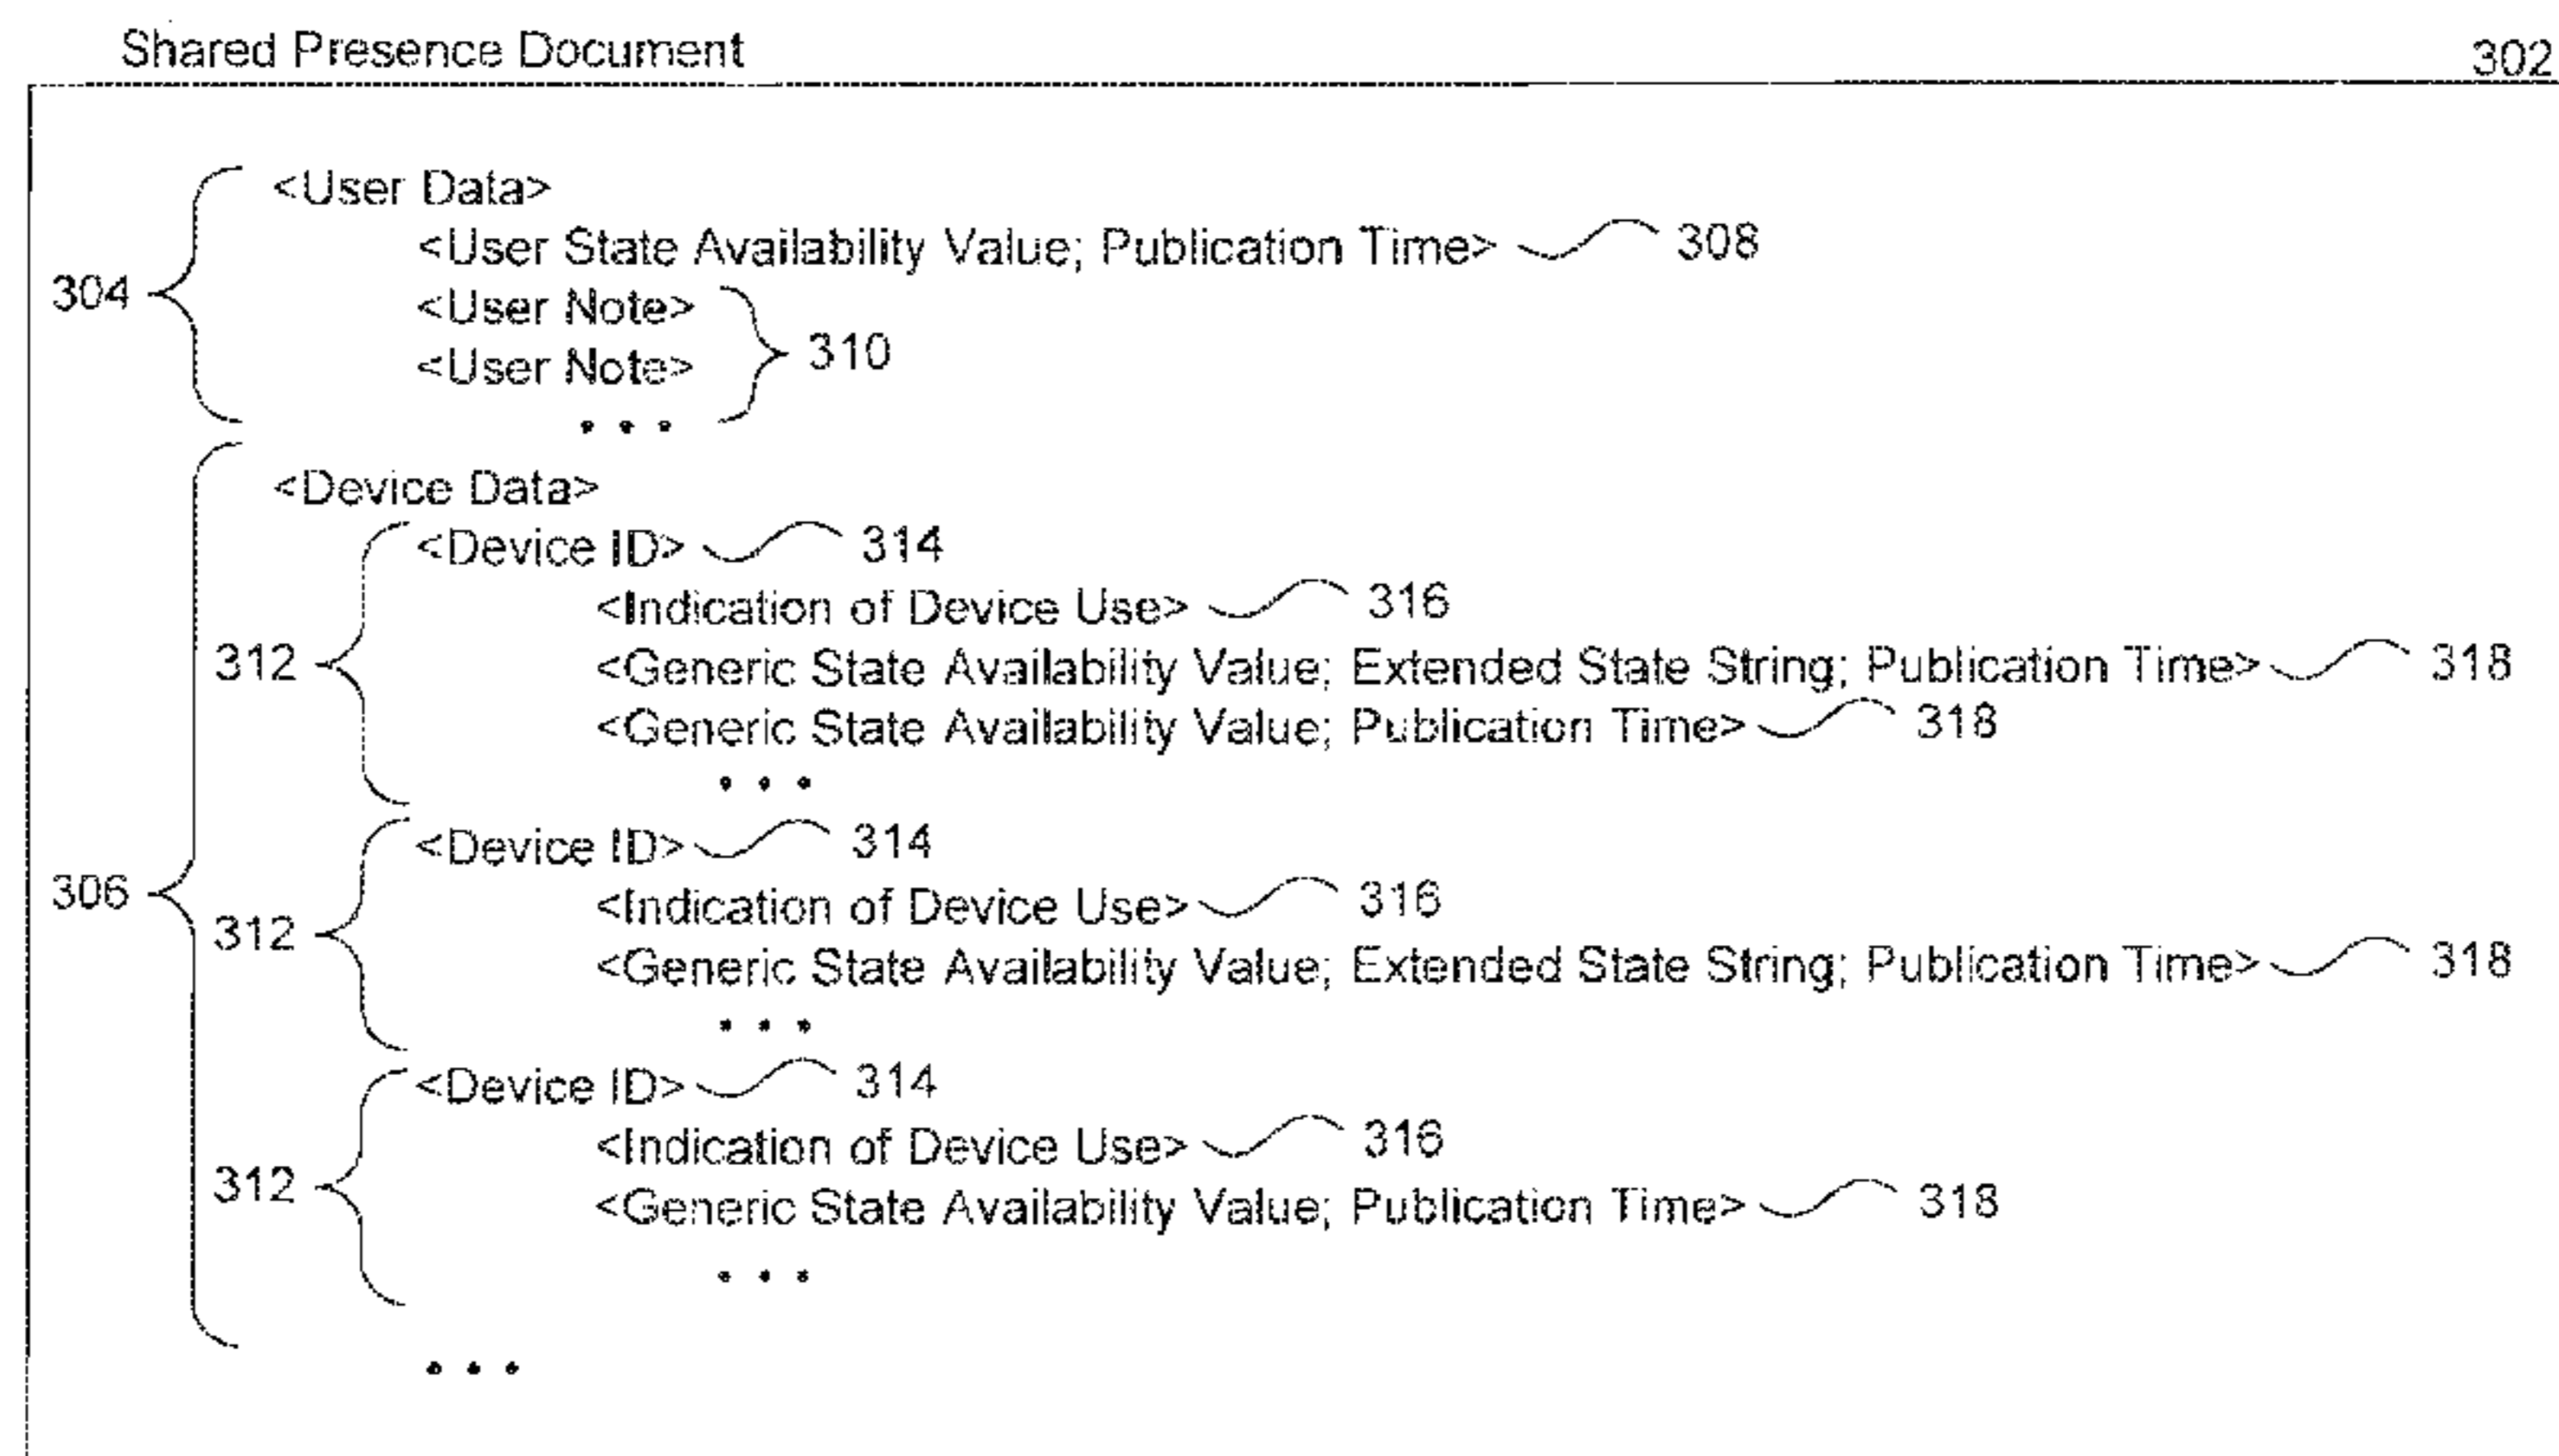 Shared Presence Document 302
<User Data>
<User State Availability Value; Publication Time> 308
304 <User Note>
<User Note> 310
• • •
<Device Data>
<Device ID> 314
<Indication of Device Use> 316
312 <Generic State Availability Value; Extended State String; Publication Time> 318
<Generic State Availability Value; Publication Time> 318
• • •
<Device ID> 314
306 <Indication of Device Use> 316
312 <Generic State Availability Value; Extended State String; Publication Time> 318
• • •
<Device ID> 314
<Indication of Device Use> 316
312 <Generic State Availability Value; Publication Time> 318
• • •
• • •